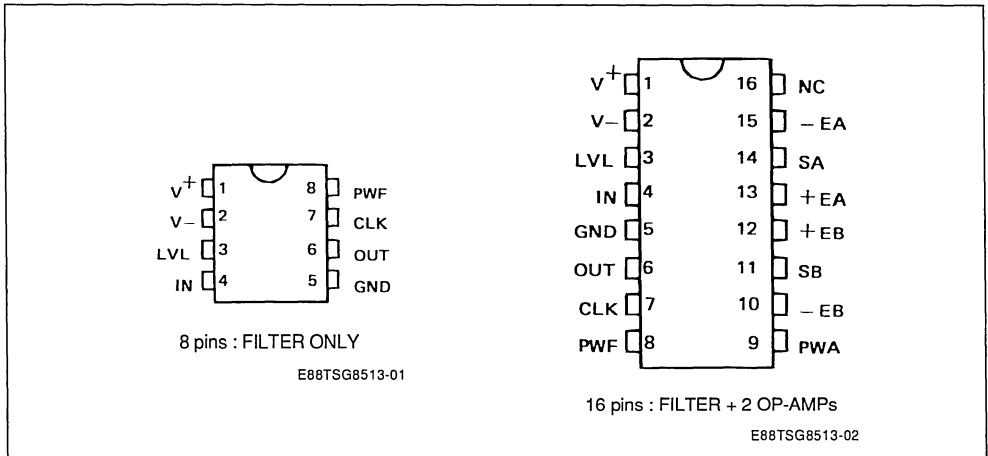 V+ 1 8 PWF
V− 2 7 CLK
LVL 3 6 OUT
IN 4 5 GND
8 pins : FILTER ONLY
E88TSG8513-01
V+ 1 16 NC
V− 2 15 − EA
LVL 3 14 SA
IN 4 13 + EA
GND 5 12 + EB
OUT 6 11 SB
CLK 7 10 − EB
PWF 8 9 PWA
16 pins : FILTER + 2 OP-AMPs
E88TSG8513-02